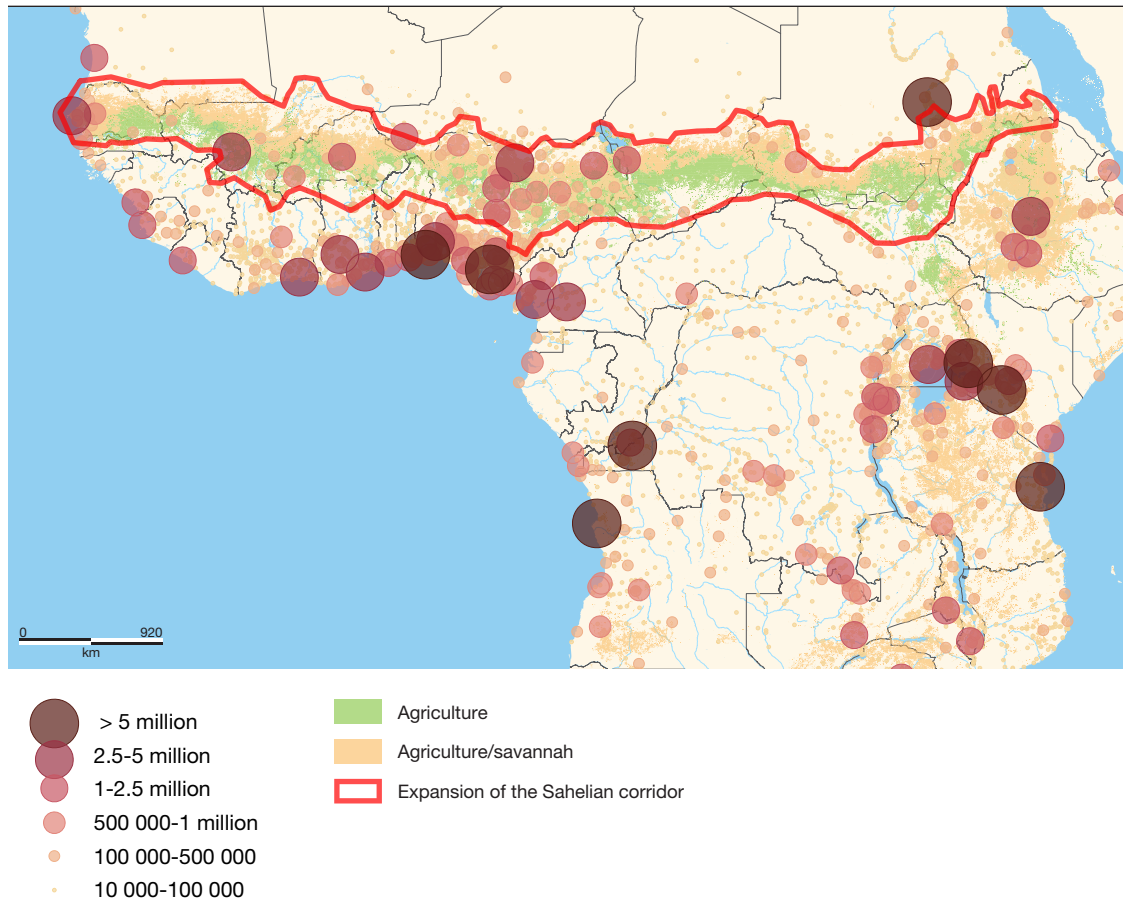 0 920
km
> 5 million
2.5-5 million
1-2.5 million
500 000-1 million
100 000-500 000
10 000-100 000
Agriculture
Agriculture/savannah
Expansion of the Sahelian corridor